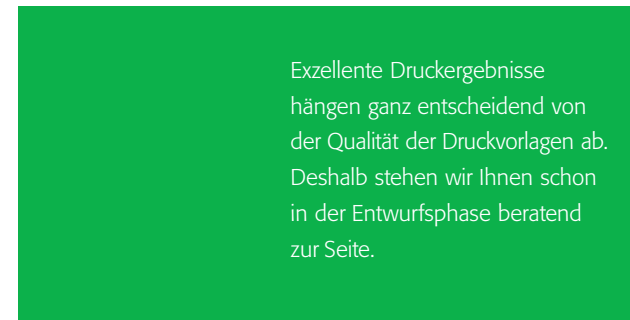 Exzellente Druckergebnisse
hängen ganz entscheidend von
der Qualität der Druckvorlagen ab.
Deshalb stehen wir Ihnen schon
in der Entwurfsphase beratend
zur Seite.